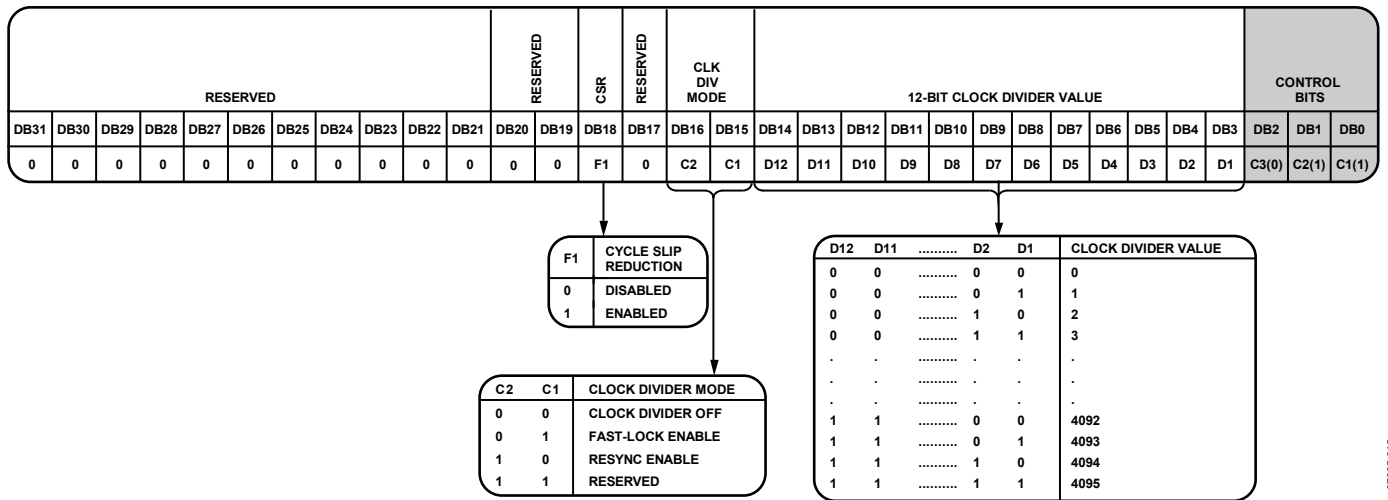 RESERVED
RESERVED
CSR
RESERVED
CLK
DIV
MODE
12-BIT CLOCK DIVIDER VALUE
CONTROL
BITS
DB31 DB30 DB29 DB28 DB27 DB26 DB25 DB24 DB23 DB22 DB21 DB20 DB19 DB18 DB17 DB16 DB15 DB14 DB13 DB12 DB11 DB10 DB9 DB8 DB7 DB6 DB5 DB4 DB3 DB2 DB1 DB0
0 0 0 0 0 0 0 0 0 0 0 0 0 F1 0 C2 C1 D12 D11 D10 D9 D8 D7 D6 D5 D4 D3 D2 D1 C3(0) C2(1) C1(1)
F1 CYCLE SLIP
REDUCTION
0 DISABLED
1 ENABLED
C2 C1 CLOCK DIVIDER MODE
0 0 CLOCK DIVIDER OFF
0 1 FAST-LOCK ENABLE
1 0 RESYNC ENABLE
1 1 RESERVED
D12 D11 .......... D2 D1 CLOCK DIVIDER VALUE
0 0 .......... 0 0 0
0 0 .......... 0 1 1
0 0 .......... 1 0 2
0 0 .......... 1 1 3
. . .......... . . .
. . .......... . . .
. . .......... . . .
1 1 .......... 0 0 4092
1 1 .......... 0 1 4093
1 1 .......... 1 0 4094
1 1 .......... 1 1 4095